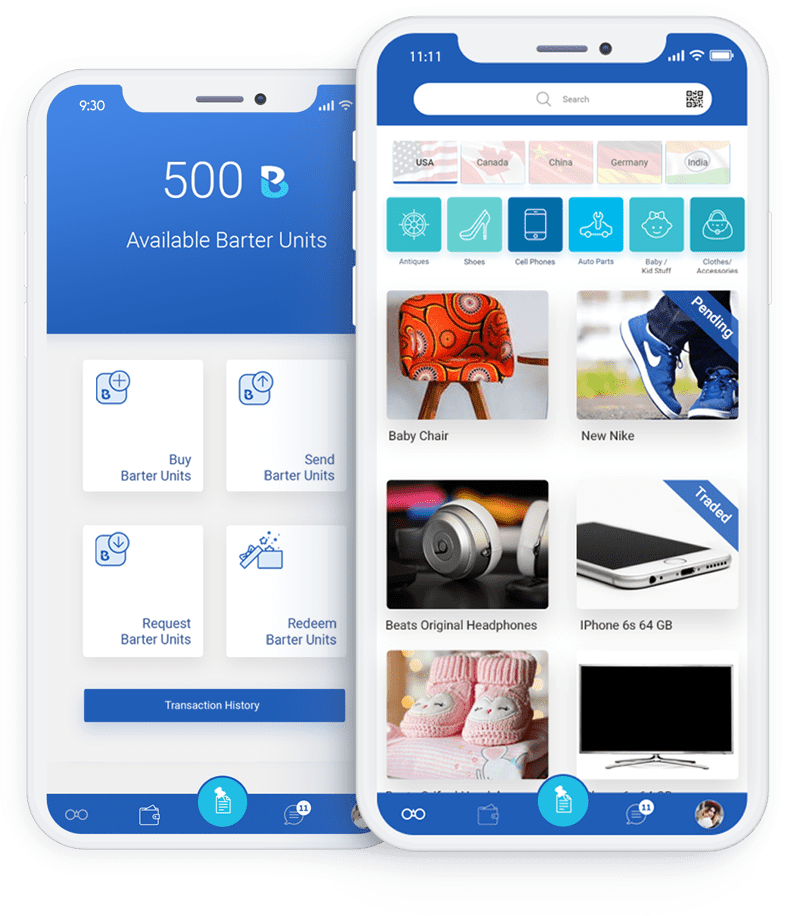 9:30
500 B
Available Barter Units
B
Buy
Barter Units
B
Send
Barter Units
B
Request
Barter Units
Redeem
Barter Units
Transaction History
11
11:11
Search
USA
Canada
China
Germany
India
Antiques
Shoes
Cell Phones
Auto Parts
Baby /
Kid Stuff
Clothes/
Accessories
Baby Chair
Pending
New Nike
Beats Original Headphones
Traded
IPhone 6s 64 GB
11